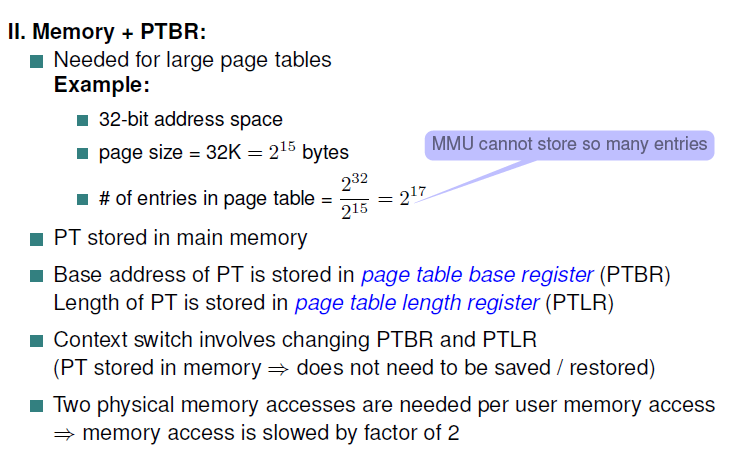 II. Memory + PTBR:
Needed for large page tables
Example:
32-bit address space
page size = 32K = 2^15 bytes
MMU cannot store so many entries
# of entries in page table = 2^32 / 2^15 = 2^17
PT stored in main memory
Base address of PT is stored in page table base register (PTBR)
Length of PT is stored in page table length register (PTLR)
Context switch involves changing PTBR and PTLR
(PT stored in memory ⇒ does not need to be saved / restored)
Two physical memory accesses are needed per user memory access
⇒ memory access is slowed by factor of 2